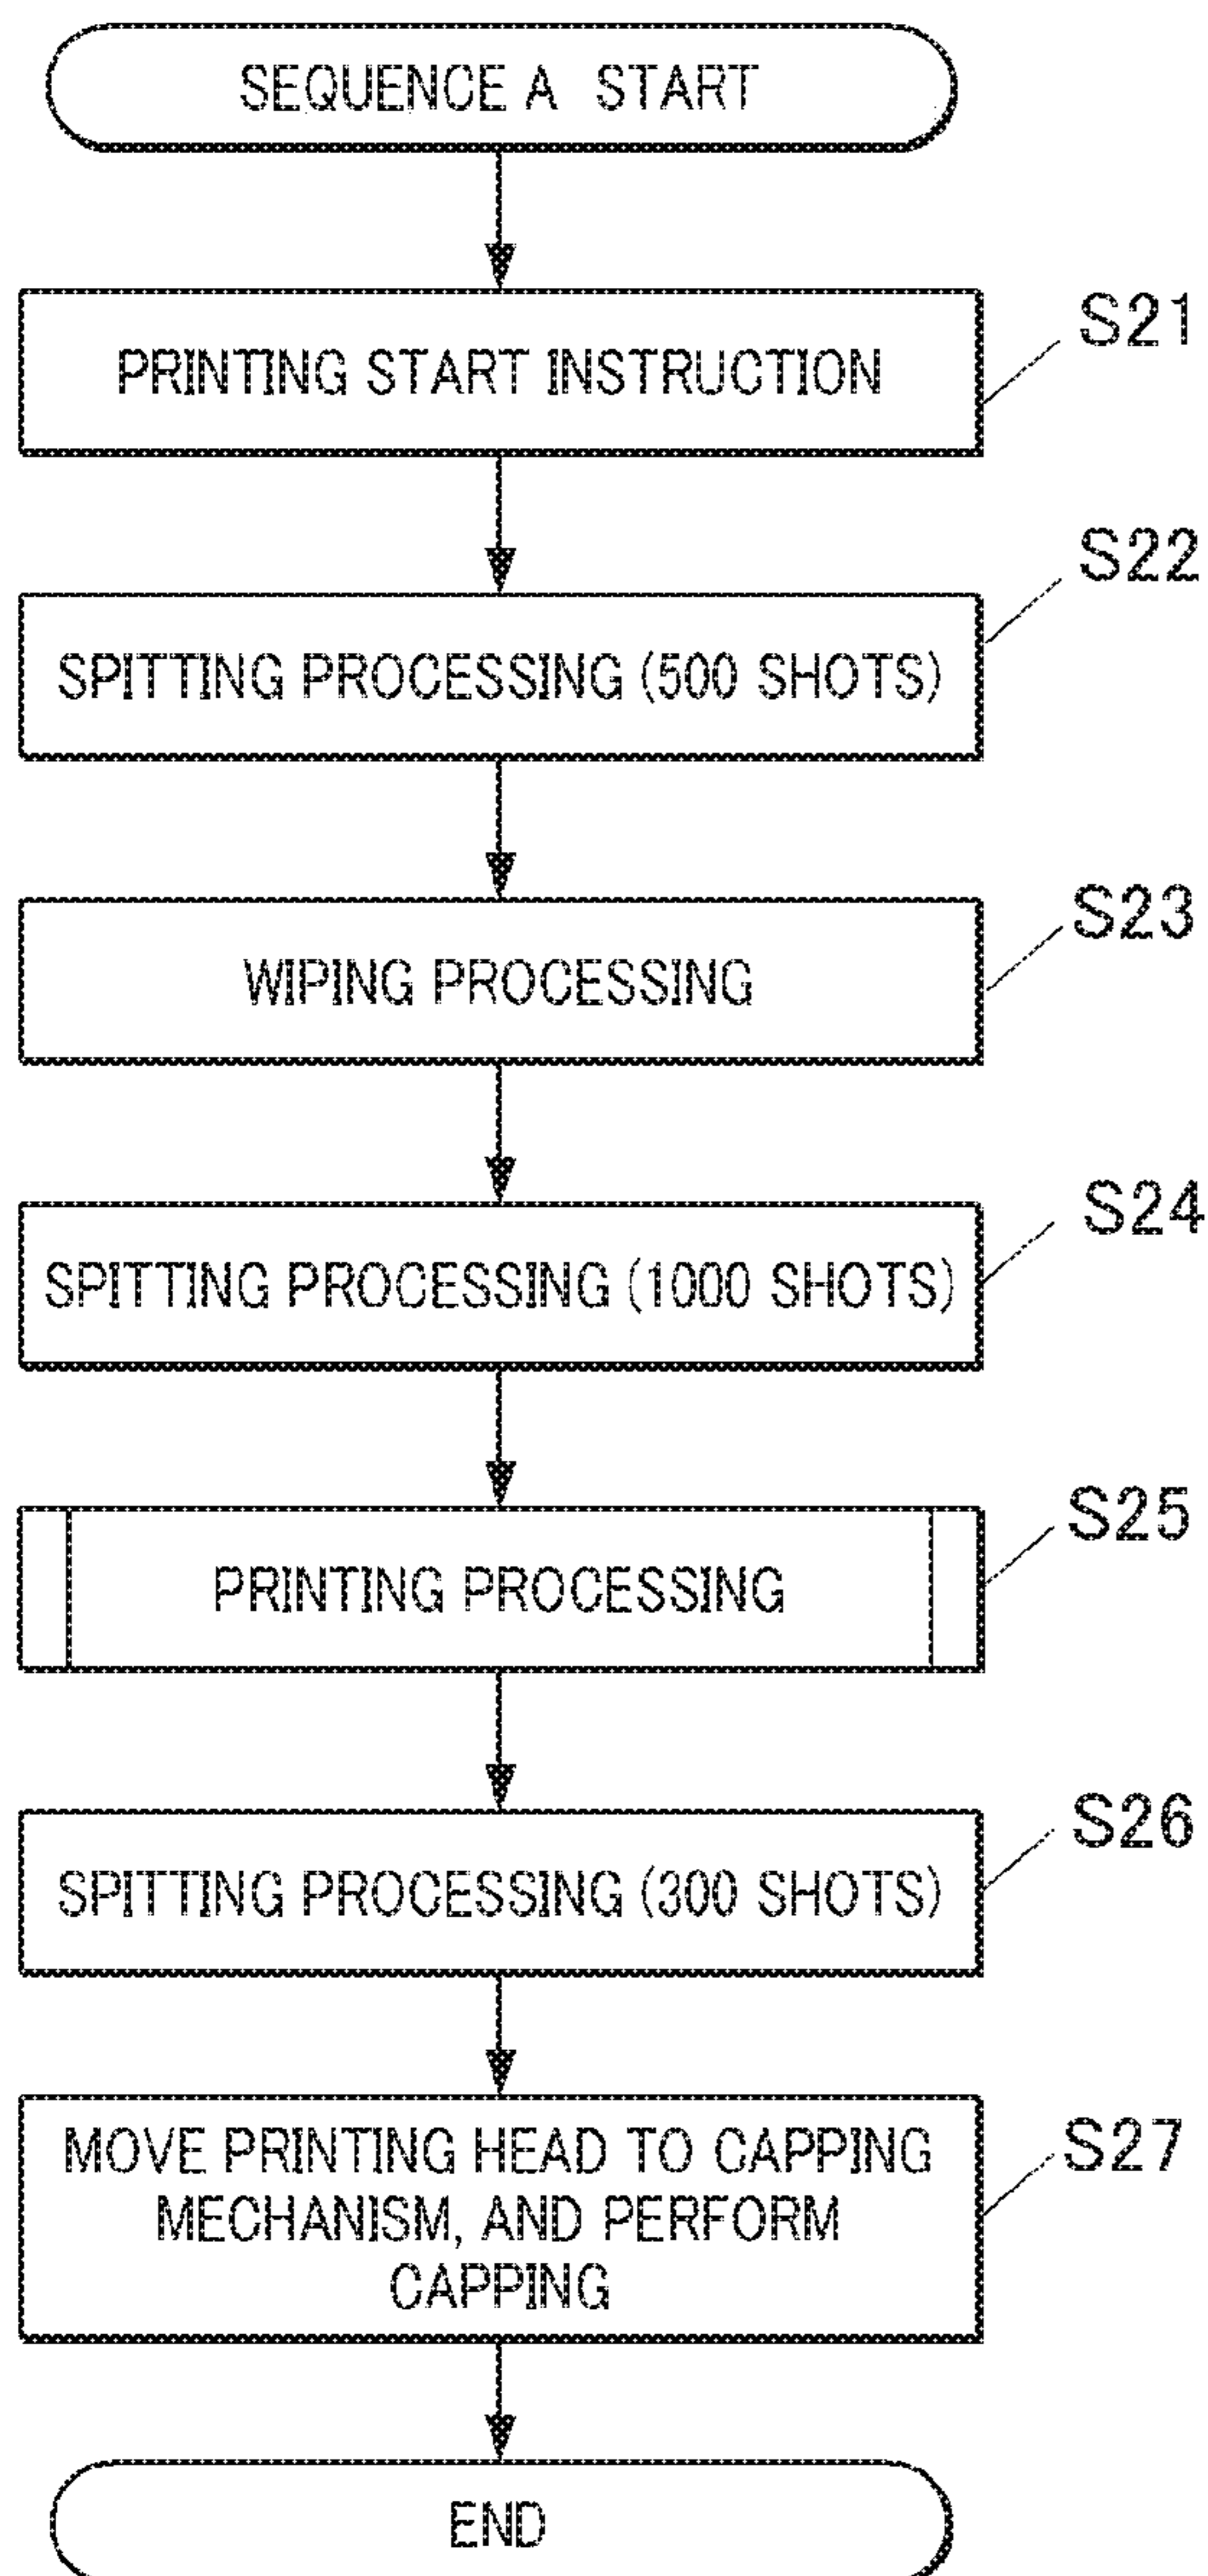 SEQUENCE A START
PRINTING START INSTRUCTION
S21
SPITTING PROCESSING (500 SHOTS)
S22
WIPING PROCESSING
S23
SPITTING PROCESSING (1000 SHOTS)
S24
PRINTING PROCESSING
S25
SPITTING PROCESSING (300 SHOTS)
S26
MOVE PRINTING HEAD TO CAPPING
MECHANISM, AND PERFORM
CAPPING
S27
END